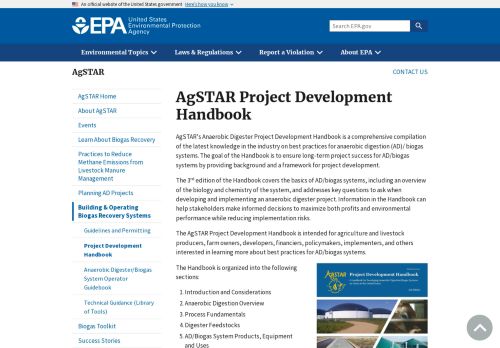 An official website of the United States government Here's how you know
EPA United States
Environmental Protection
Agency
Search EPA.gov
Environmental Topics Laws & Regulations Report a Violation About EPA
AgSTAR
CONTACT US
AgSTAR Home
About AgSTAR
Events
Learn About Biogas Recovery
Practices to Reduce
Methane Emissions from
Livestock Manure
Management
Planning AD Projects
Building & Operating
Biogas Recovery Systems
Guidelines and Permitting
Project Development
Handbook
Anaerobic Digester/Biogas
System Operator
Guidebook
Technical Guidance (Library
of Tools)
Biogas Toolkit
Success Stories
AgSTAR Project Development
Handbook
AgSTAR's Anaerobic Digester Project Development Handbook is a comprehensive compilation
of the latest knowledge in the industry on best practices for anaerobic digestion (AD)/ biogas
systems. The goal of the Handbook is to ensure long-term project success for AD/biogas
systems by providing background and a framework for project development.
The 3rd edition of the Handbook covers the basics of AD/biogas systems, including an overview
of the biology and chemistry of the system, and addresses key questions to ask when
developing and implementing an anaerobic digester project. Information in the Handbook can
help stakeholders make informed decisions to maximize both profits and environmental
performance while reducing implementation risks.
The AgSTAR Project Development Handbook is intended for agriculture and livestock
producers, farm owners, developers, financiers, policymakers, implementers, and others
interested in learning more about best practices for AD/biogas systems.
The Handbook is organized into the following
sections:
1. Introduction and Considerations
2. Anaerobic Digestion Overview
3. Process Fundamentals
4. Digester Feedstocks
5. AD/Biogas System Products, Equipment
and Uses
AgSTAR
Project Development Handbook